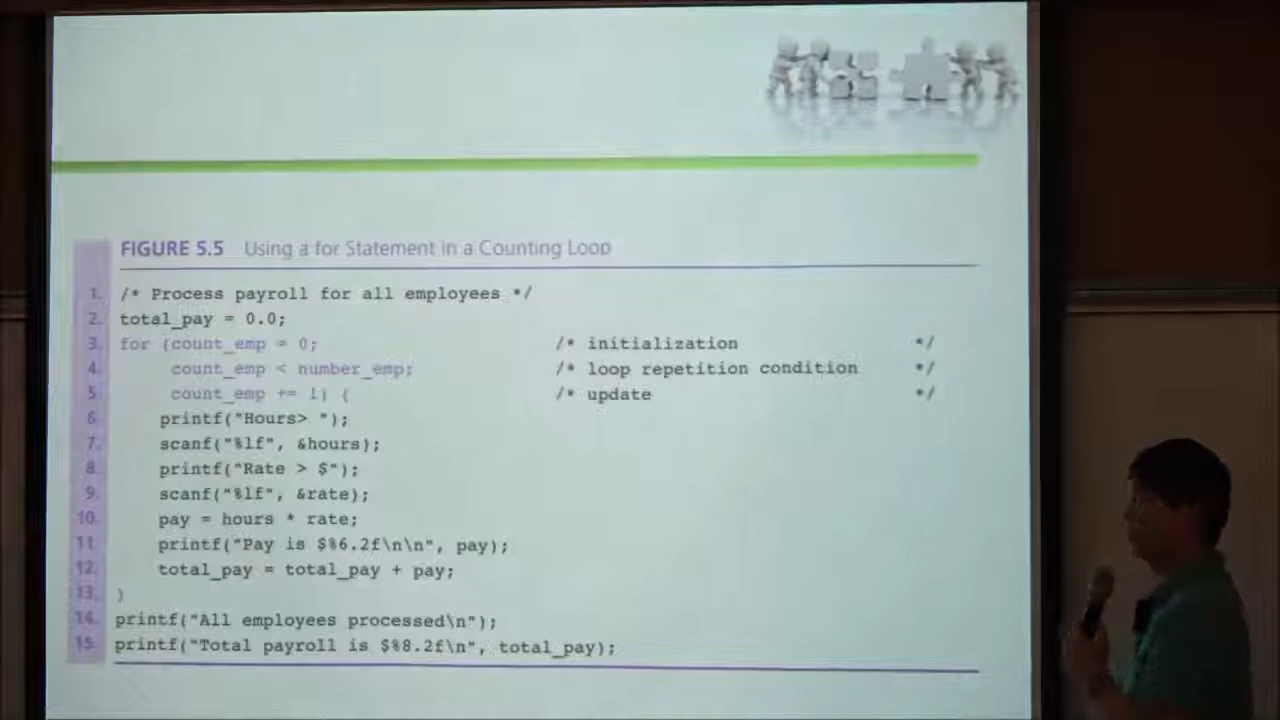 FIGURE 5.5 Using a for Statement in a Counting Loop
1. /* Process payroll for all employees */
2. total_pay = 0.0;
3. for (count_emp = 0; /* initialization */
4. count_emp < number_emp; /* loop repetition condition */
5. count_emp += 1) { /* update */
6. printf("Hours> ");
7. scanf("%lf", &hours);
8. printf("Rate > $");
9. scanf("%lf", &rate);
10. pay = hours * rate;
11. printf("Pay is $%6.2f\n\n", pay);
12. total_pay = total_pay + pay;
13. }
14. printf("All employees processed\n");
15. printf("Total payroll is $%8.2f\n", total_pay);